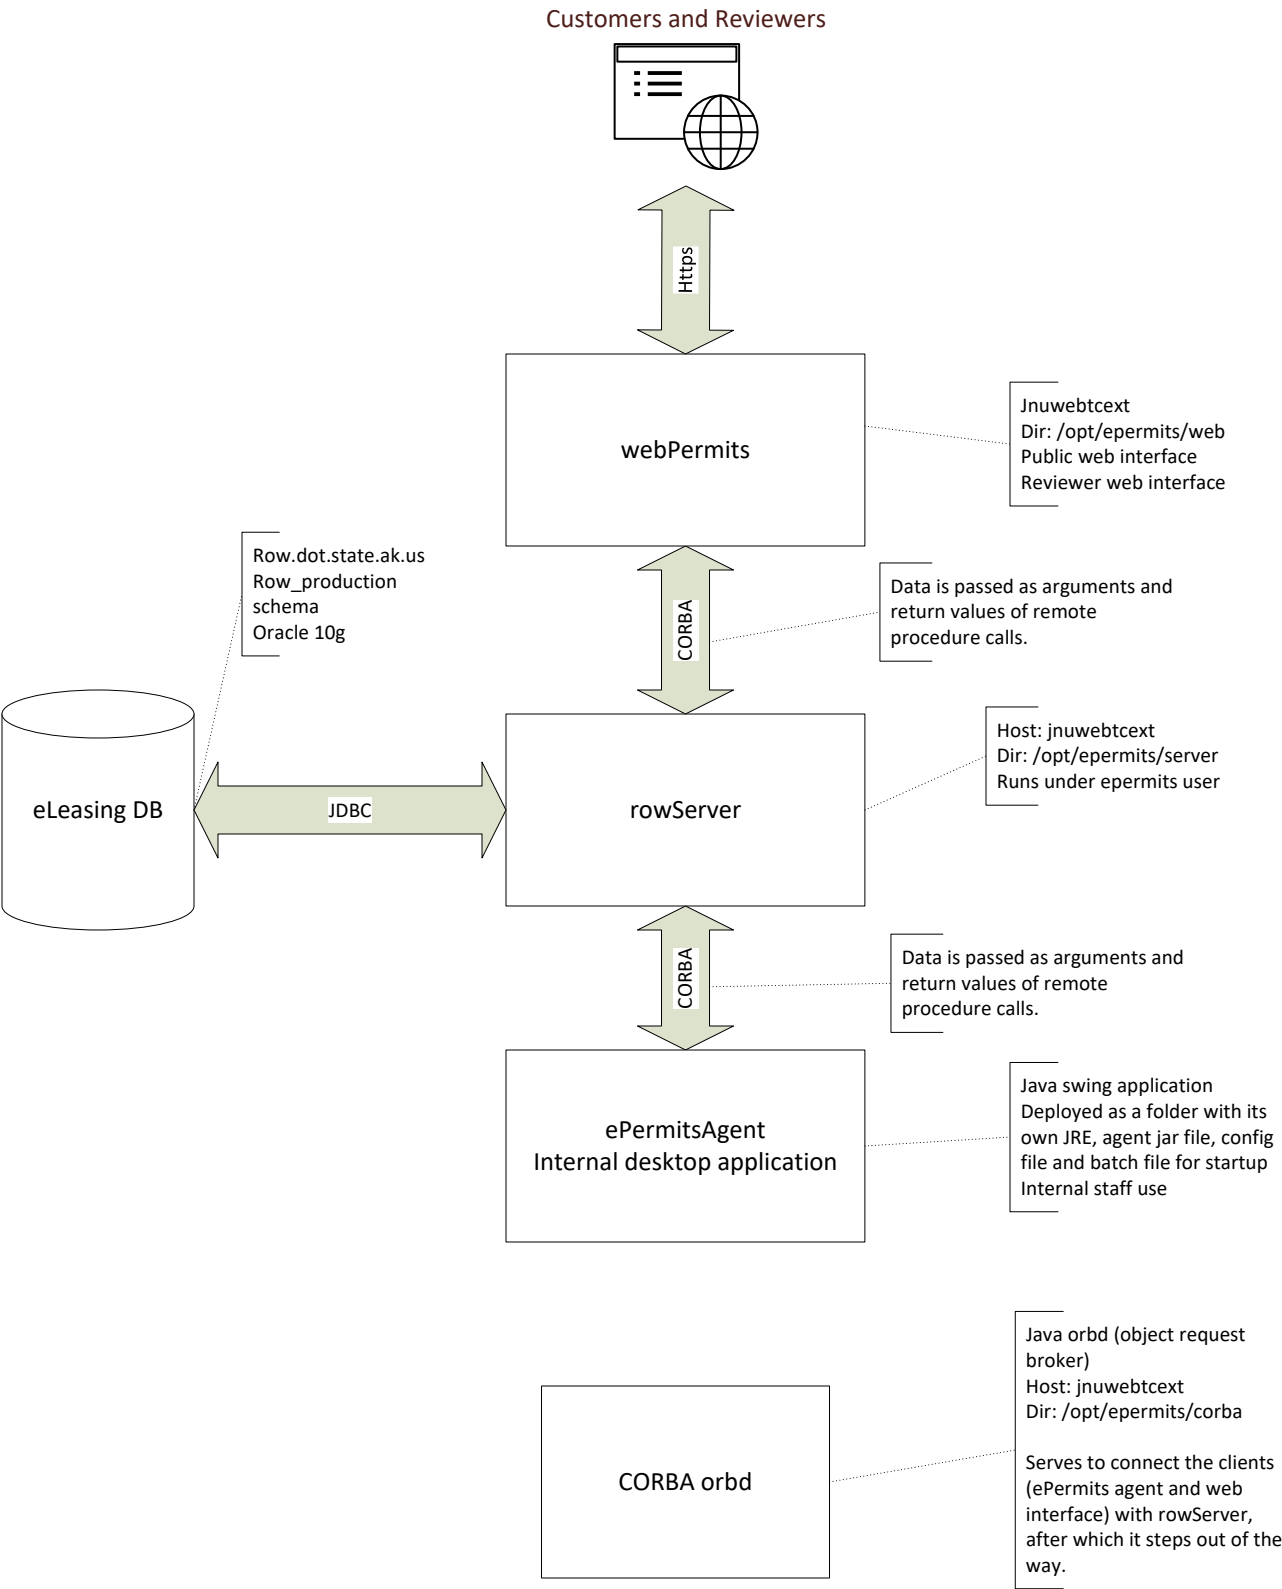 Customers and Reviewers
Https
webPermits
Jnuwebtcext
Dir: /opt/epermits/web
Public web interface
Reviewer web interface
Row.dot.state.ak.us
Row_production
schema
Oracle 10g
CORBA
Data is passed as arguments and
return values of remote
procedure calls.
eLeasing DB
JDBC
rowServer
Host: jnuwebtcext
Dir: /opt/epermits/server
Runs under epermits user
CORBA
Data is passed as arguments and
return values of remote
procedure calls.
ePermitsAgent
Internal desktop application
Java swing application
Deployed as a folder with its
own JRE, agent jar file, config
file and batch file for startup
Internal staff use
CORBA orbd
Java orbd (object request
broker)
Host: jnuwebtcext
Dir: /opt/epermits/corba
Serves to connect the clients
(ePermits agent and web
interface) with rowServer,
after which it steps out of the
way.